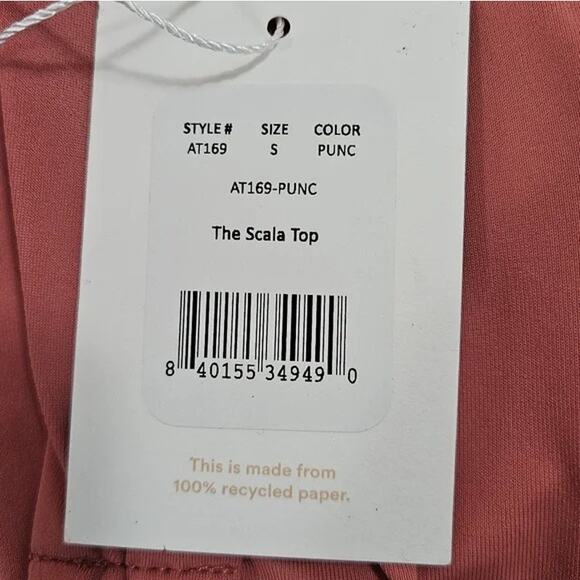 STYLE # SIZE COLOR
AT169 S PUNC
AT169-PUNC
The Scala Top
8 40155 34949 0
This is made from
100% recycled paper.